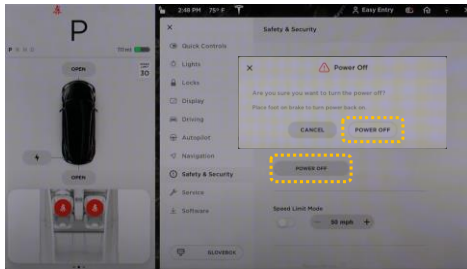 P
P R N D
OPEN
30
OPEN
2:48 PM 75°F T
Easy Entry
Quick Controls
Lights
Locks
Display
Driving
Autopilot
Navigation
Safety & Security
Service
Software
GLOVEBOX
Safety & Security
Power Off
Are you sure you want to turn the power off?
Place foot on brake to turn power back on.
CANCEL
POWER OFF
POWER OFF
Speed Limit Mode
- 50 mph +